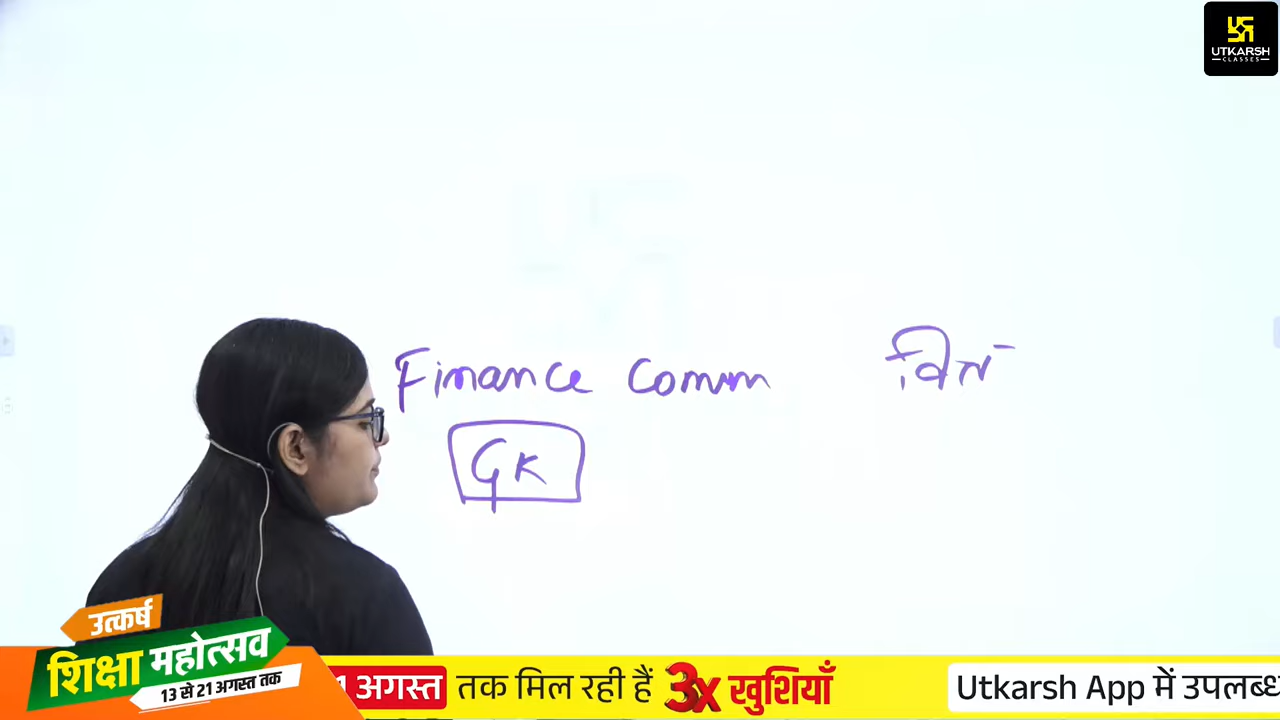 UTKARSH
CLASSES
Finance Comm
वित्त
GK
उत्कर्ष
शिक्षा महोत्सव
13 से 21 अगस्त तक
1 अगस्त तक मिल रही हैं 3x खुशियाँ
Utkarsh App में उपलब्ध